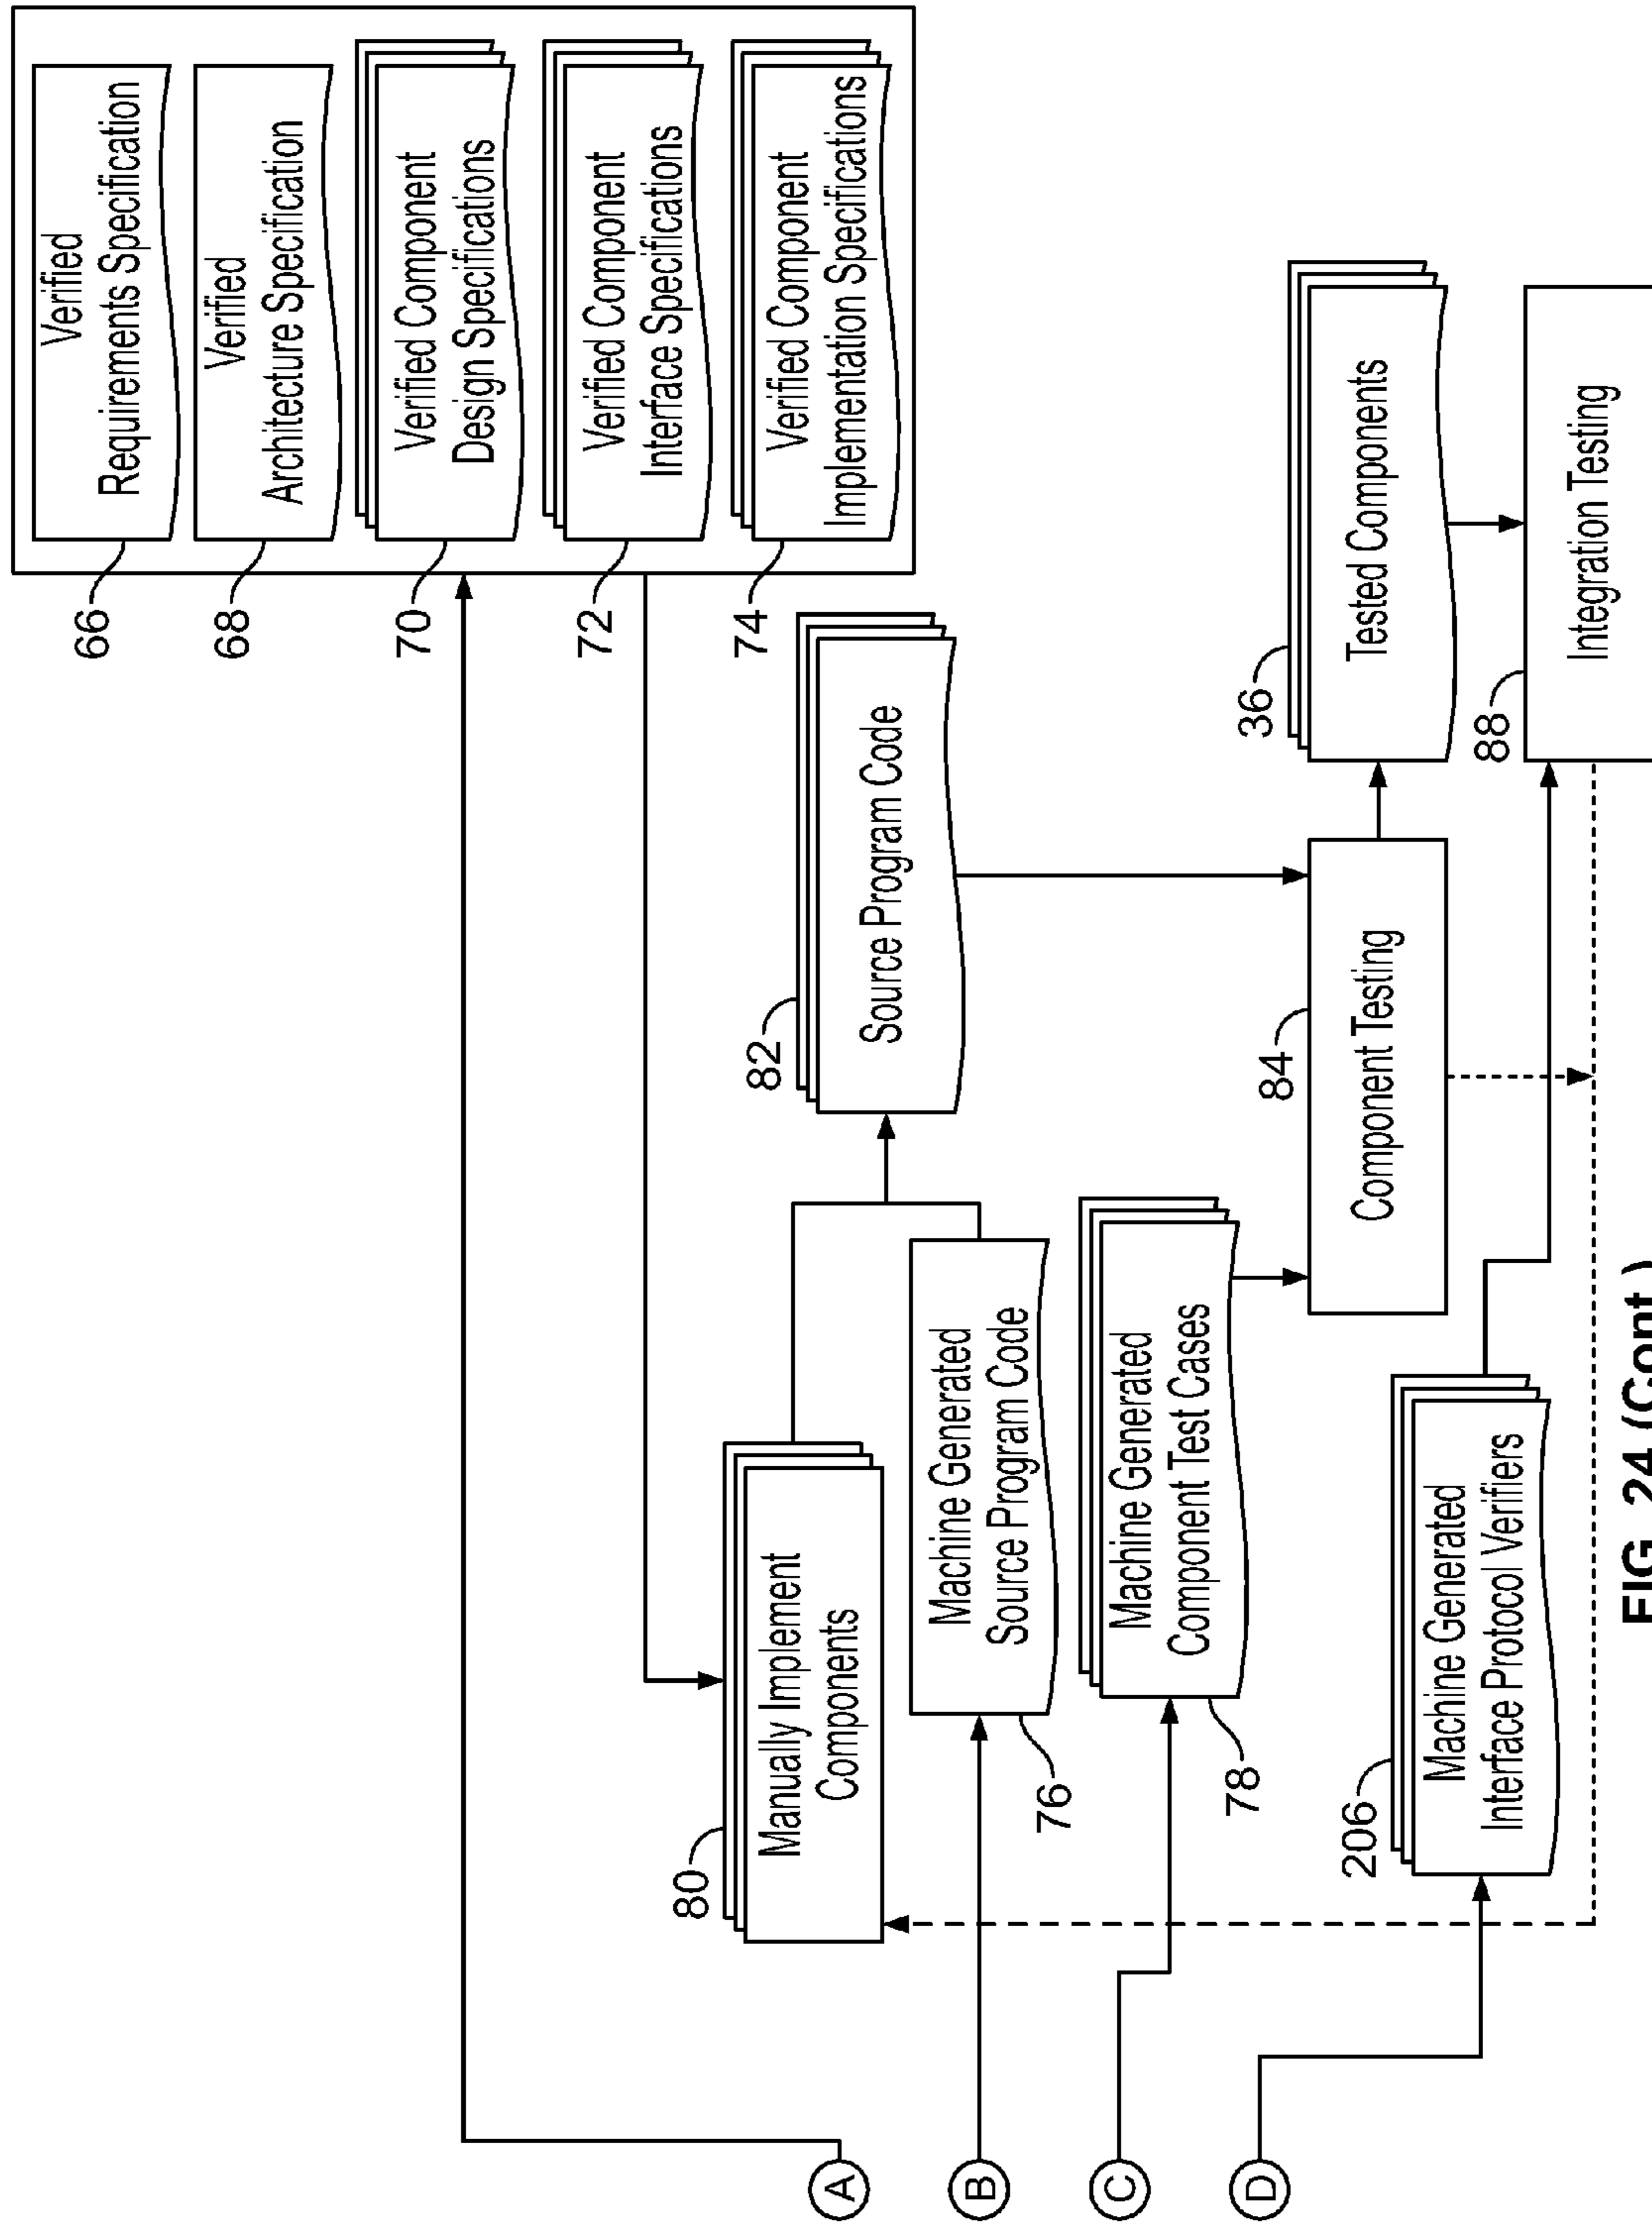 66
Verified
Requirements Specification
68
Verified
Architecture Specification
70
Verified Component
Design Specifications
72
Verified Component
Interface Specifications
74
Verified Component
Implementation Specifications
80
Manually Implement
Components
82
Source Program Code
Machine Generated
Source Program Code
76
Machine Generated
Component Test Cases
78
84
Component Testing
36
Tested Components
206
Machine Generated
Interface Protocol Verifiers
88
Integration Testing
A
B
C
D
FIG. 24 (Cont.)